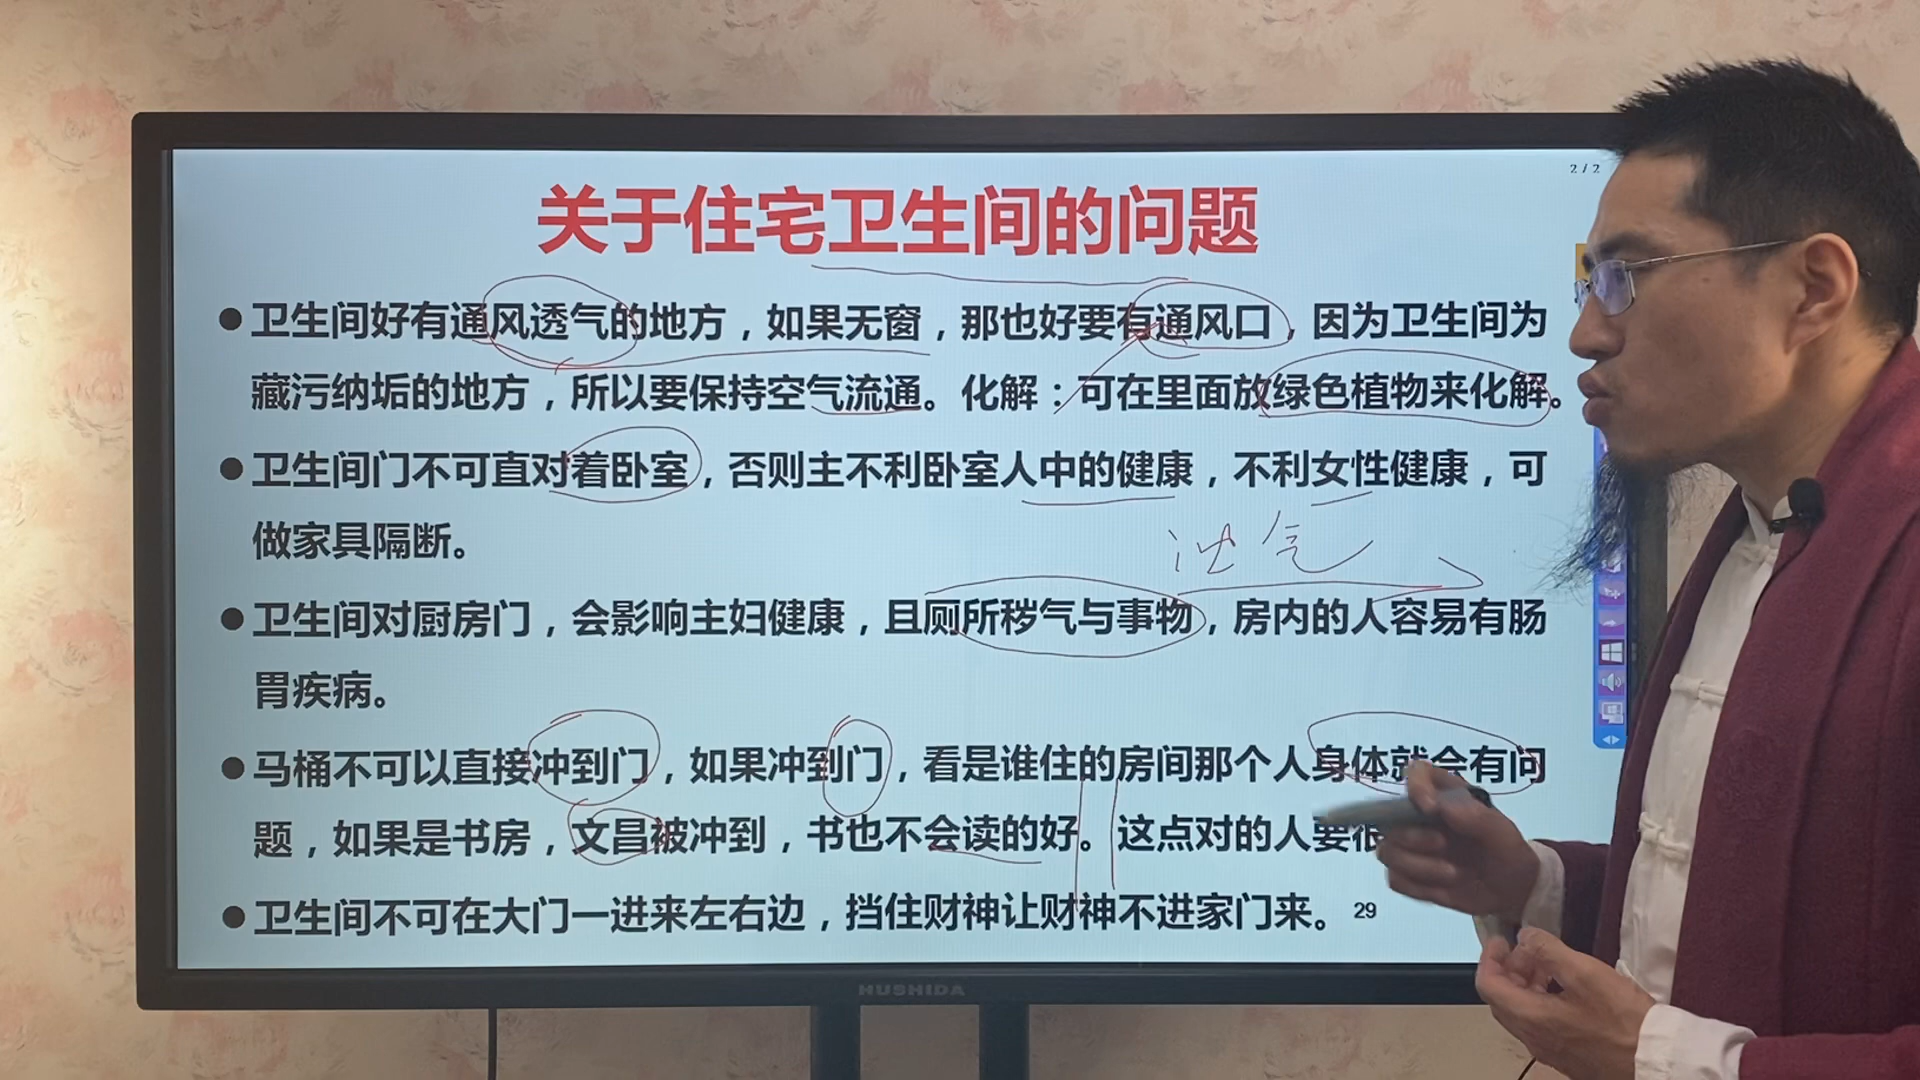 2/2
关于住宅卫生间的问题
●卫生间好有通风透气的地方，如果无窗，那也好要有通风口，因为卫生间为
藏污纳垢的地方，所以要保持空气流通。化解：可在里面放绿色植物来化解。
●卫生间门不可直对着卧室，否则主不利卧室人中的健康，不利女性健康，可
做家具隔断。
●卫生间对厨房门，会影响主妇健康，且厕所秽气与事物，房内的人容易有肠
胃疾病。
●马桶不可以直接冲到门，如果冲到门，看是谁住的房间那个人身体就会有问
题，如果是书房，文昌被冲到，书也不会读的好。这点对的人要很
●卫生间不可在大门一进来左右边，挡住财神让财神不进家门来。29
HUSHIDA